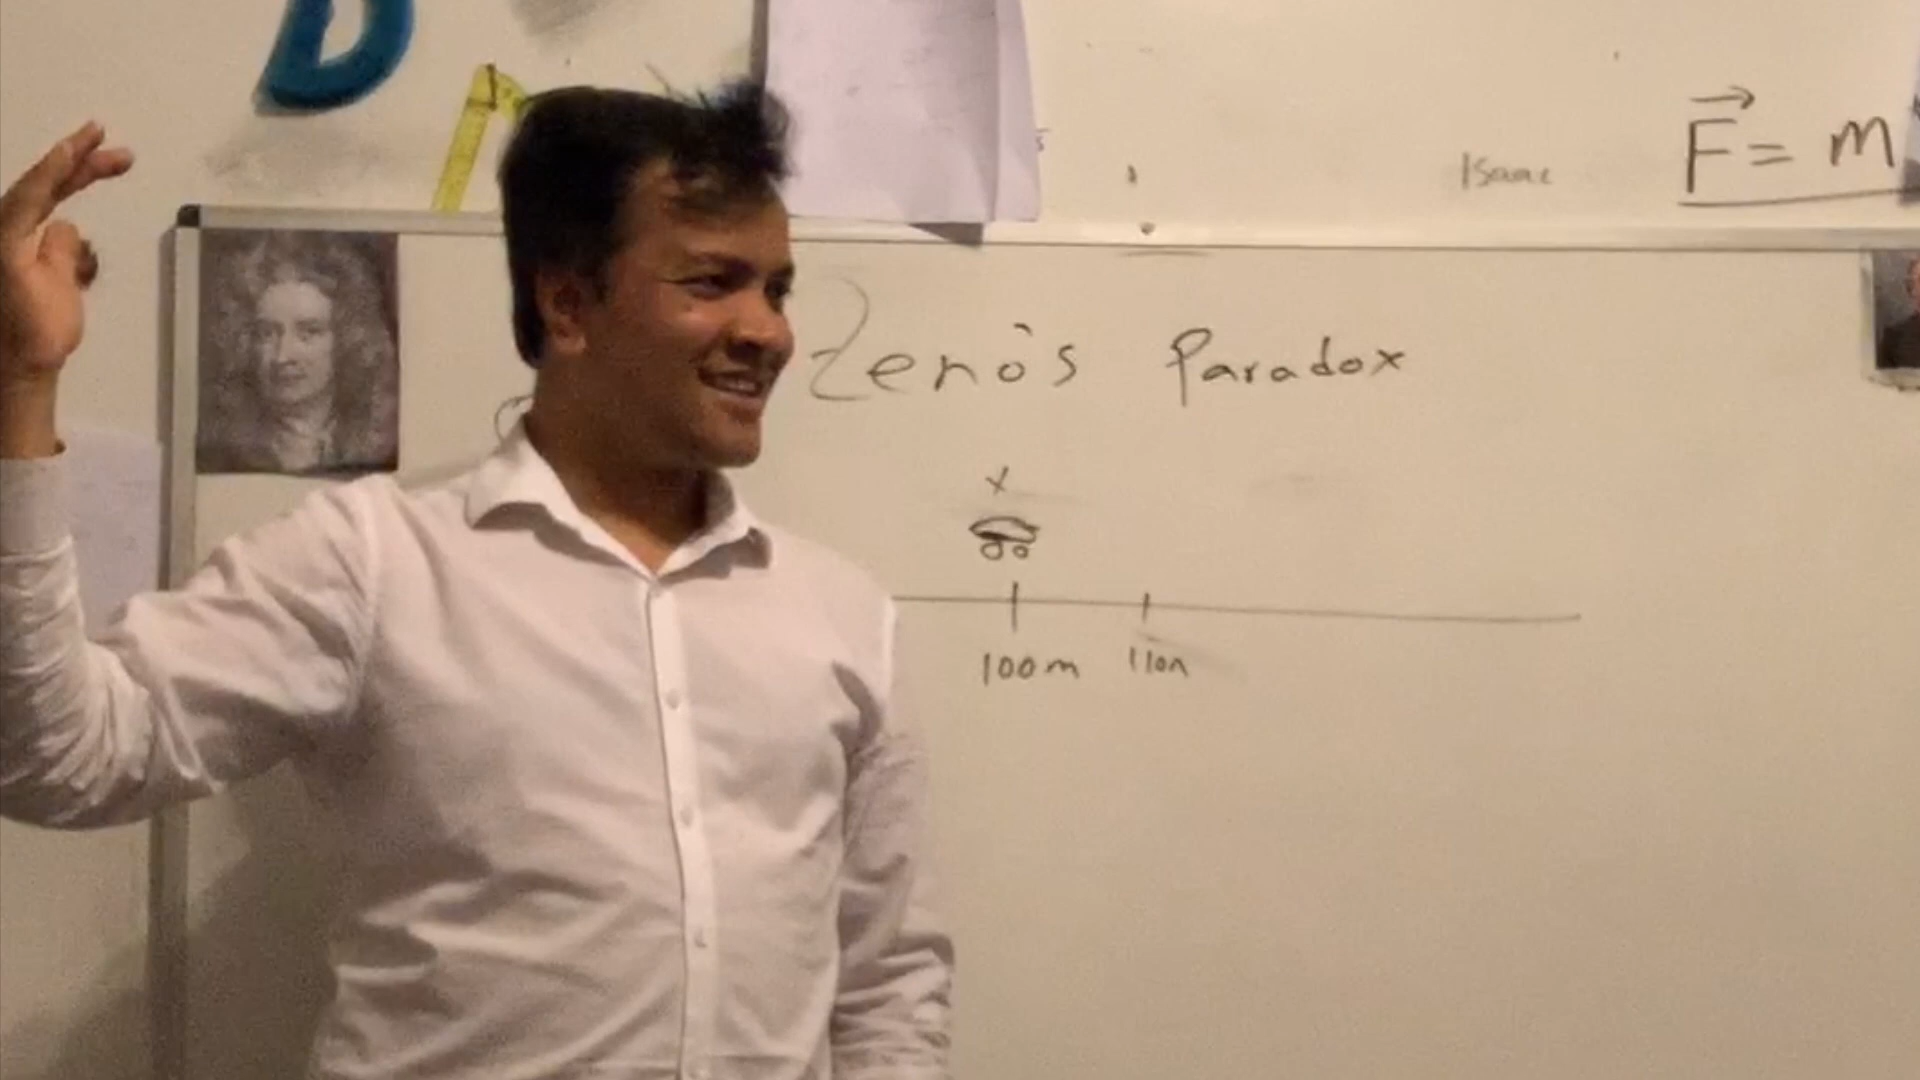 Isaac
F = m
Zeno's Paradox
x
100m 110m